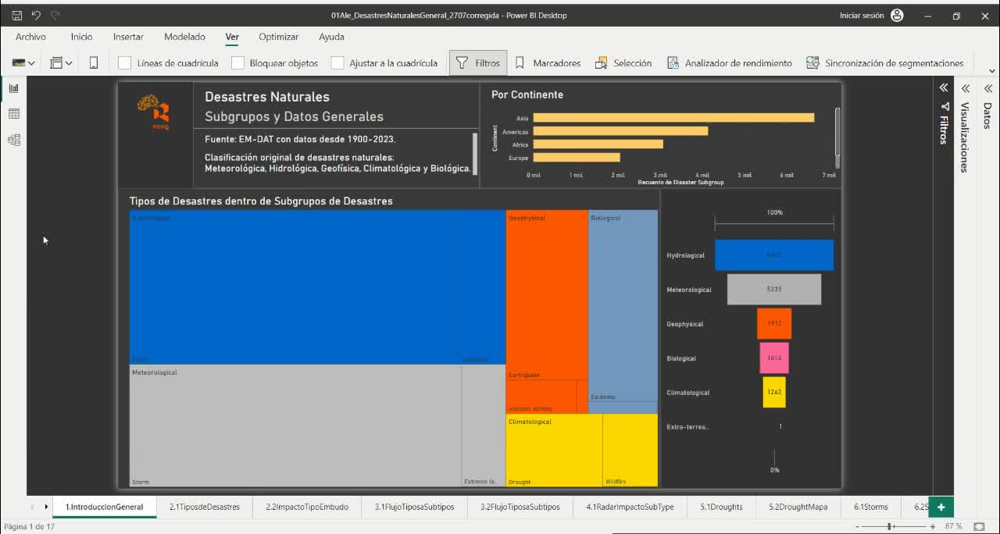 01Ale_DesastresNaturalesGeneral_2707corregida - Power BI Desktop
Iniciar sesión
Archivo Inicio Insertar Modelado Ver Optimizar Ayuda
Líneas de cuadrícula Bloquear objetos Ajustar a la cuadrícula Filtros Marcadores Selección Analizador de rendimiento Sincronización de segmentaciones
RESQ
Desastres Naturales
Subgrupos y Datos Generales
Fuente: EM-DAT con datos desde 1900-2023.
Clasificación original de desastres naturales:
Meteorológica, Hidrológica, Geofísica, Climatológica y Biológica.
Por Continente
Continent
Asia
Americas
Africa
Europe
0 mil 1 mil 2 mil 3 mil 4 mil 5 mil 6 mil 7 mil
Recuento de Disaster Subgroup
Tipos de Desastres dentro de Subgrupos de Desastres
Hydrological
Flood
Landslide
Meteorological
Storm
Extreme te...
Geophysical
Earthquake
Volcanic activity
Biological
Epidemic
Climatological
Drought
Wildfire
100%
Hydrological
Meteorological 5235
Geophysical 1912
Biological 1614
Climatological 1262
Extra-terres... 1
0%
Filtros
Visualizaciones
Datos
1.IntroduccionGeneral 2.1TiposdeDesastres 2.2ImpactoTipoEmbudo 3.1FlujoTiposaSubtipos 3.2FlujoTiposaSubtipos 4.1RadarImpactoSubType 5.1Droughts 5.2DroughtMapa 6.1Storms 6.2S
Página 1 de 17
87 %